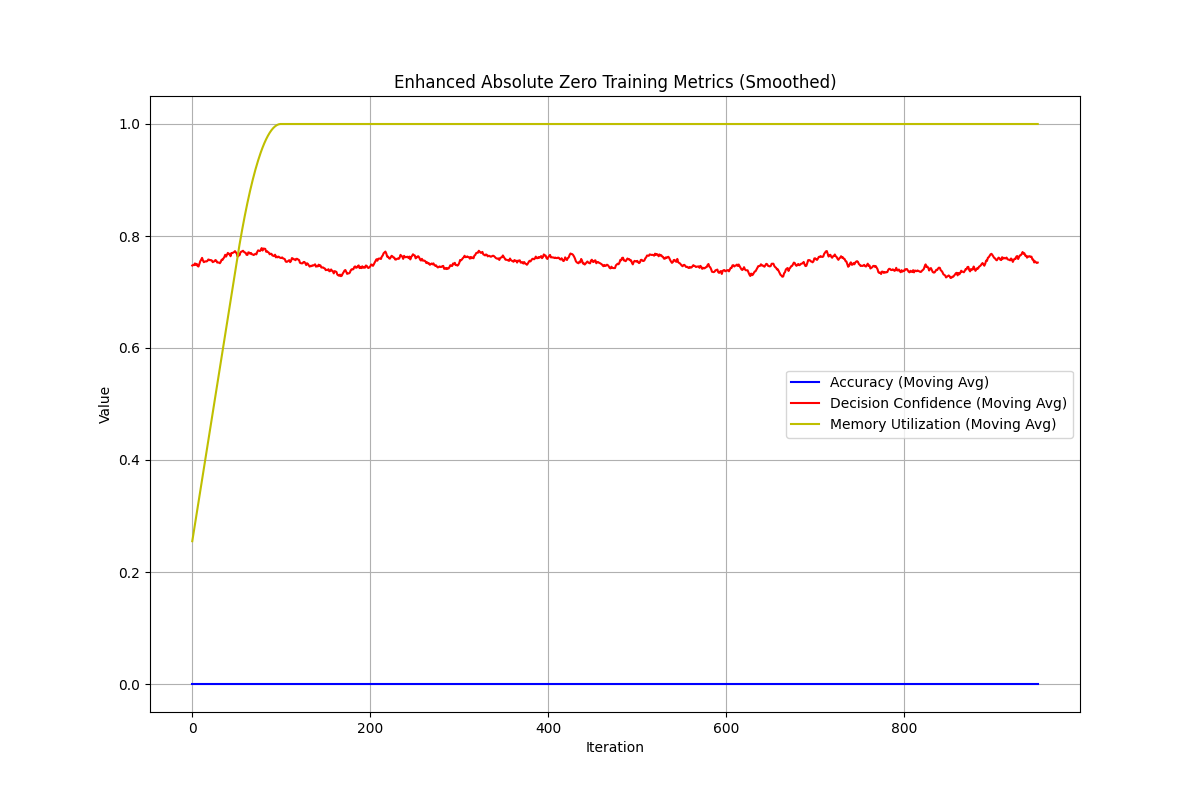 Enhanced Absolute Zero Training Metrics (Smoothed)
1.0
0.8
0.6
0.4
0.2
0.0
Value
Accuracy (Moving Avg)
Decision Confidence (Moving Avg)
Memory Utilization (Moving Avg)
0 200 400 600 800
Iteration